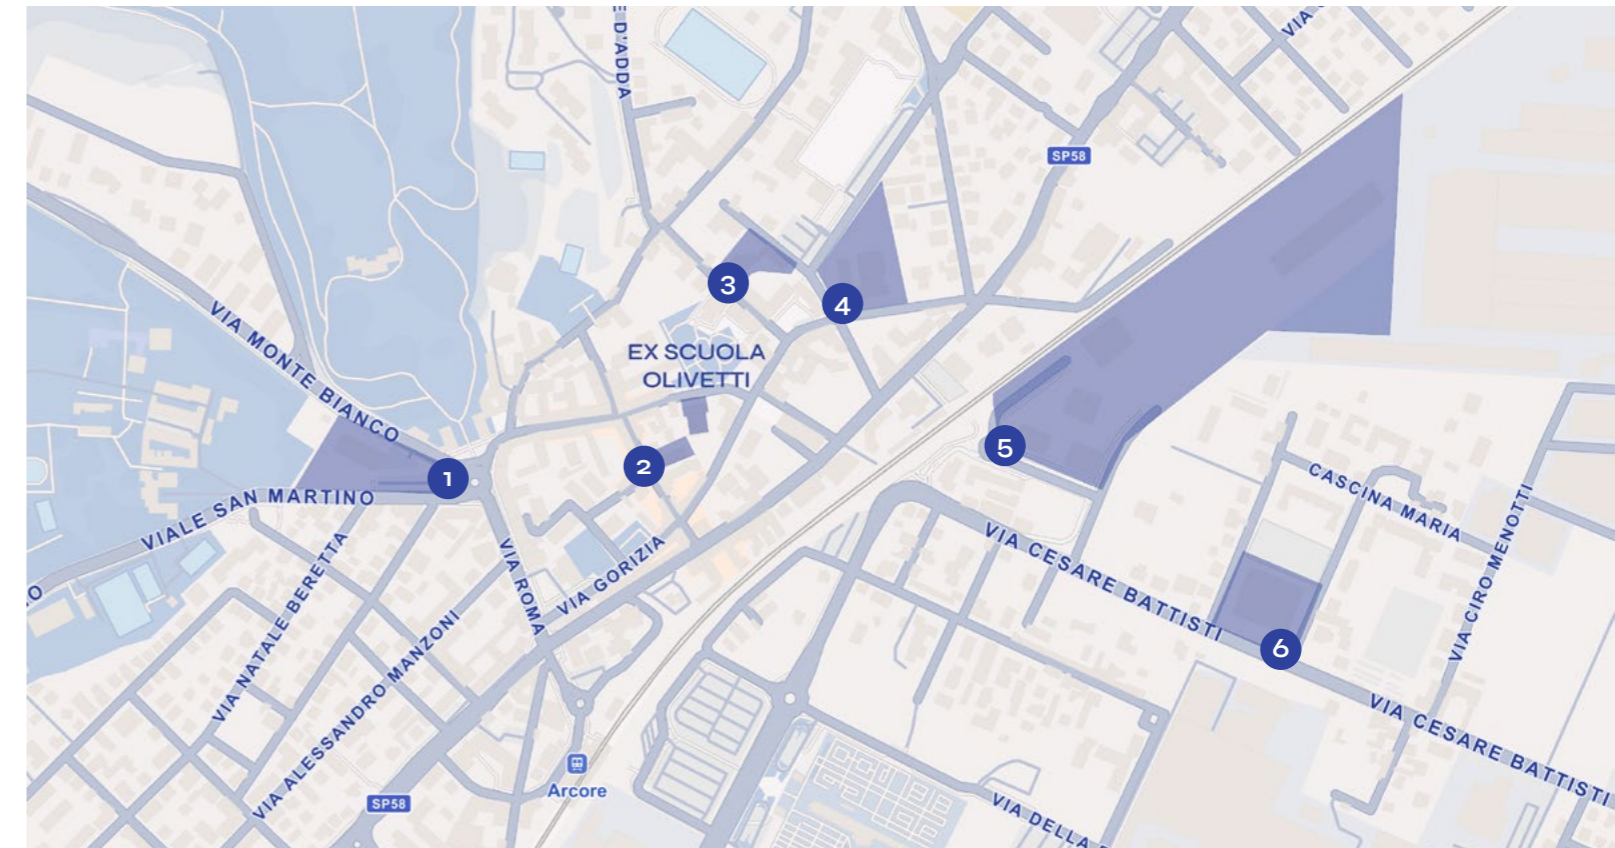 E D'ADDA
VIA
SP58
3
4
EX SCUOLA
OLIVETTI
VIA MONTE BIANCO
5
2
1
VIALE SAN MARTINO
CASCINA MARIA
VIA CIRO MENOTTI
VIA CESARE BATTISTI
VIA GORIZIA
VIA ROMA
VIA NATALE BERETTA
VIA ALESSANDRO MANZONI
6
VIA CESARE BATTISTI
Arcore
SP58
VIA DELLA